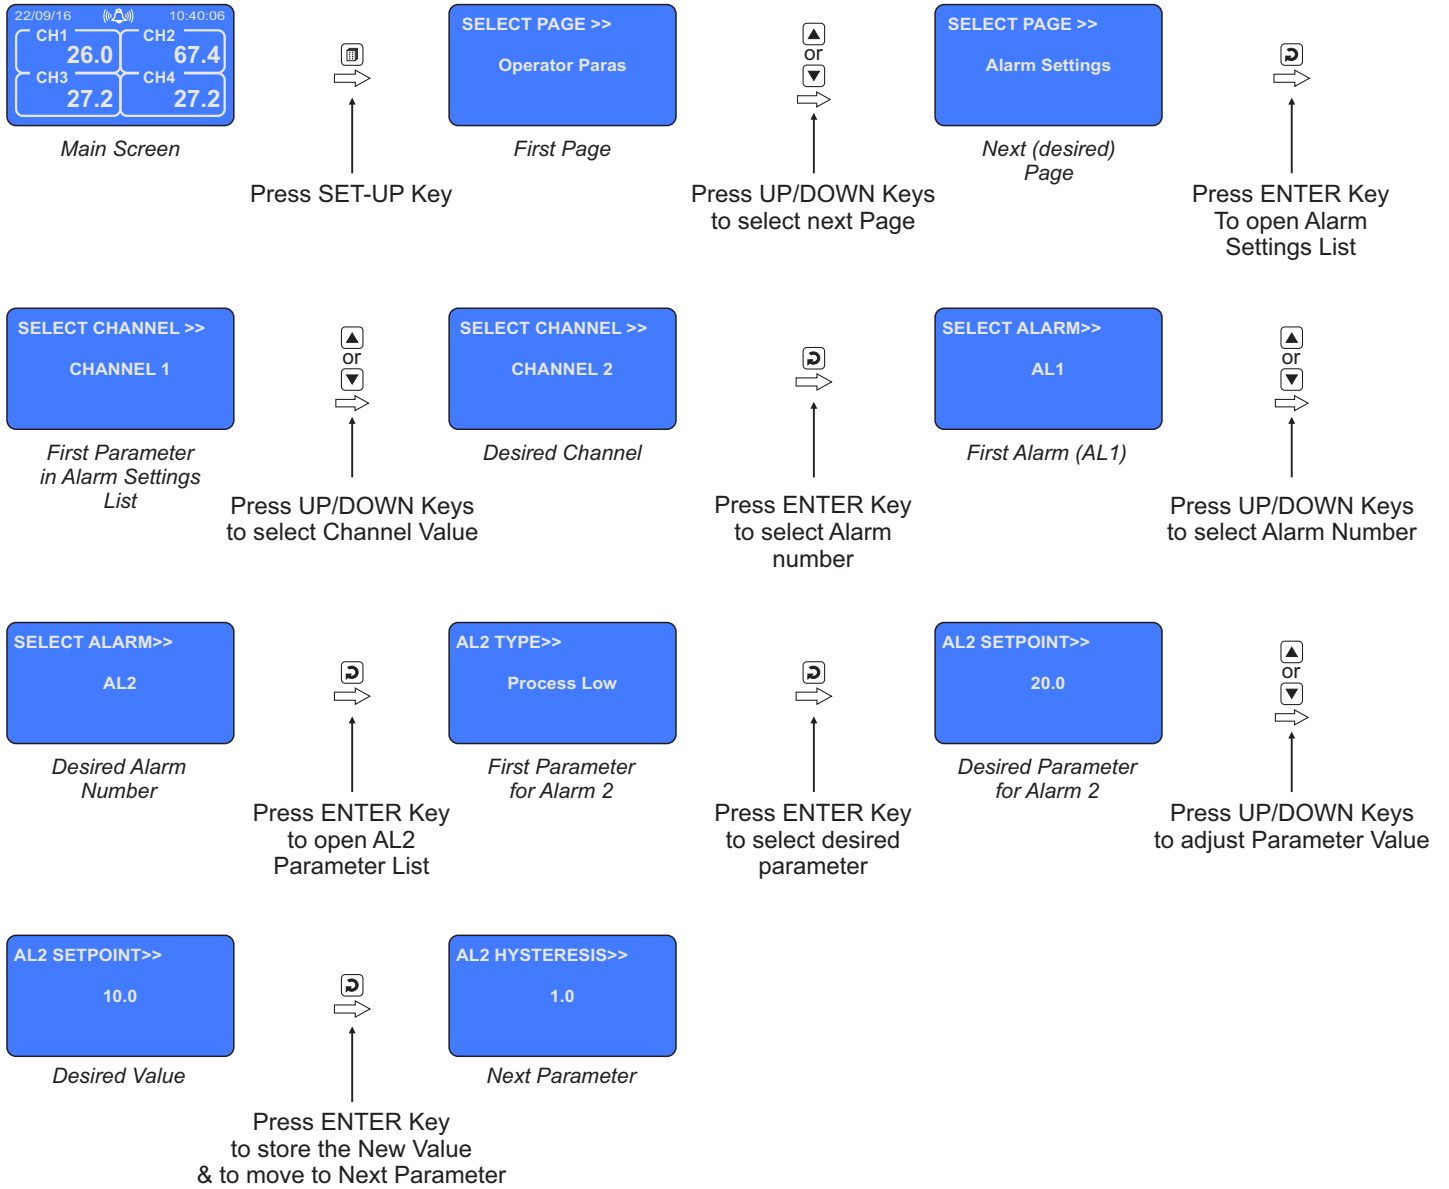 22/09/16 10:40:06
CH1 CH2
26.0 67.4
CH3 CH4
27.2 27.2
Main Screen
Press SET-UP Key
SELECT PAGE >>
Operator Paras
First Page
or
Press UP/DOWN Keys
to select next Page
SELECT PAGE >>
Alarm Settings
Next (desired)
Page
Press ENTER Key
To open Alarm
Settings List
SELECT CHANNEL >>
CHANNEL 1
First Parameter
in Alarm Settings
List
or
Press UP/DOWN Keys
to select Channel Value
SELECT CHANNEL >>
CHANNEL 2
Desired Channel
Press ENTER Key
to select Alarm
number
SELECT ALARM>>
AL1
First Alarm (AL1)
or
Press UP/DOWN Keys
to select Alarm Number
SELECT ALARM>>
AL2
Desired Alarm
Number
Press ENTER Key
to open AL2
Parameter List
AL2 TYPE>>
Process Low
First Parameter
for Alarm 2
Press ENTER Key
to select desired
parameter
AL2 SETPOINT>>
20.0
Desired Parameter
for Alarm 2
or
Press UP/DOWN Keys
to adjust Parameter Value
AL2 SETPOINT>>
10.0
Desired Value
Press ENTER Key
to store the New Value
& to move to Next Parameter
AL2 HYSTERESIS>>
1.0
Next Parameter